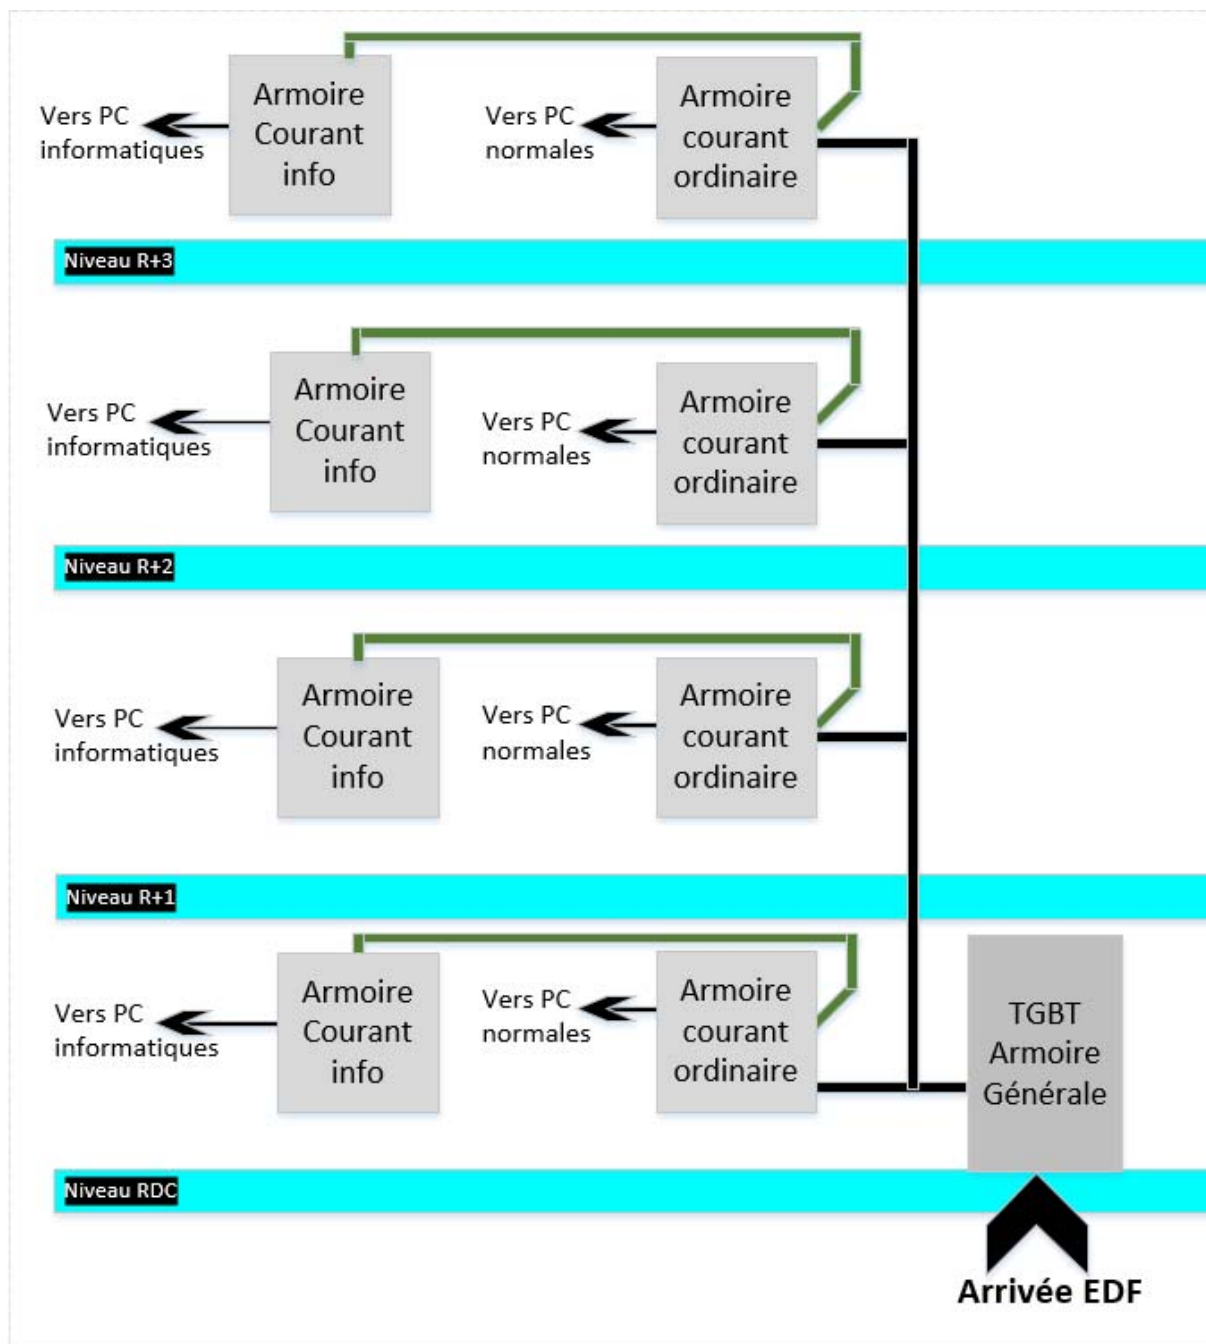 Vers PC
informatiques
Armoire
Courant
info
Vers PC
normales
Armoire
courant
ordinaire
Niveau R+3
Vers PC
informatiques
Armoire
Courant
info
Vers PC
normales
Armoire
courant
ordinaire
Niveau R+2
Vers PC
informatiques
Armoire
Courant
info
Vers PC
normales
Armoire
courant
ordinaire
Niveau R+1
Vers PC
informatiques
Armoire
Courant
info
Vers PC
normales
Armoire
courant
ordinaire
TGBT
Armoire
Générale
Niveau RDC
Arrivée EDF